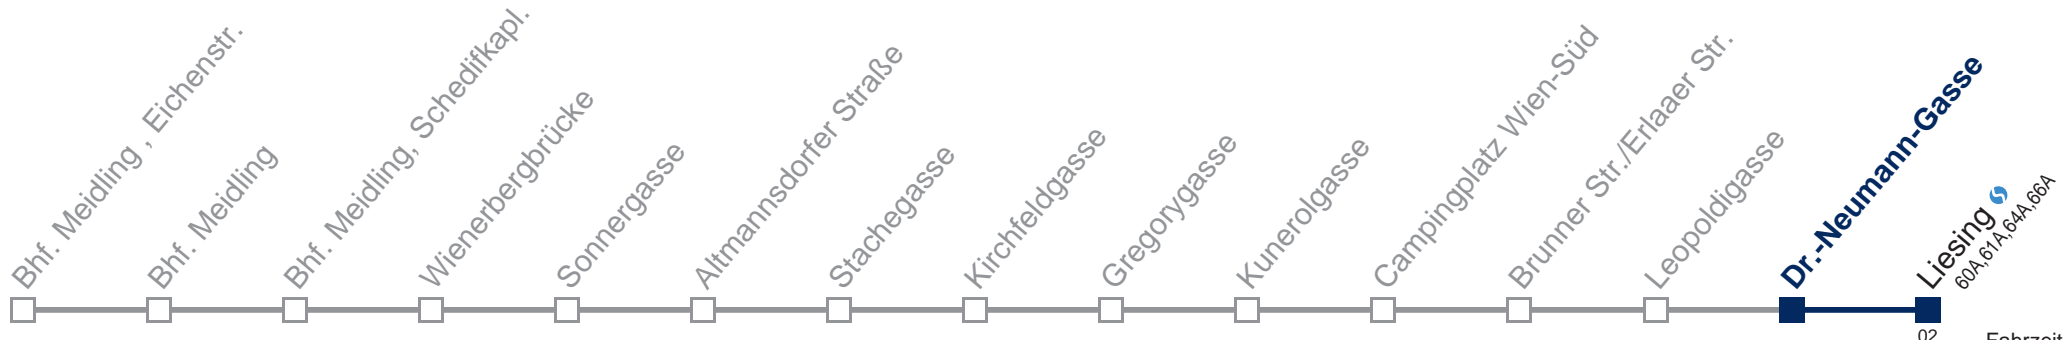 Bhf. Meidling , Eichenstr.
Bhf. Meidling
Bhf. Meidling, Schedifkapl.
Wienerbergbrücke
Sonnergasse
Altmannsdorfer Straße
Stachegasse
Kirchfeldgasse
Gregorygasse
Kunerolgasse
Campingplatz Wien-Süd
Brunner Str./Erlaaer Str.
Leopoldigasse
Dr.-Neumann-Gasse
Liesing
60A,61A,64A,66A
02
Fahrzeit